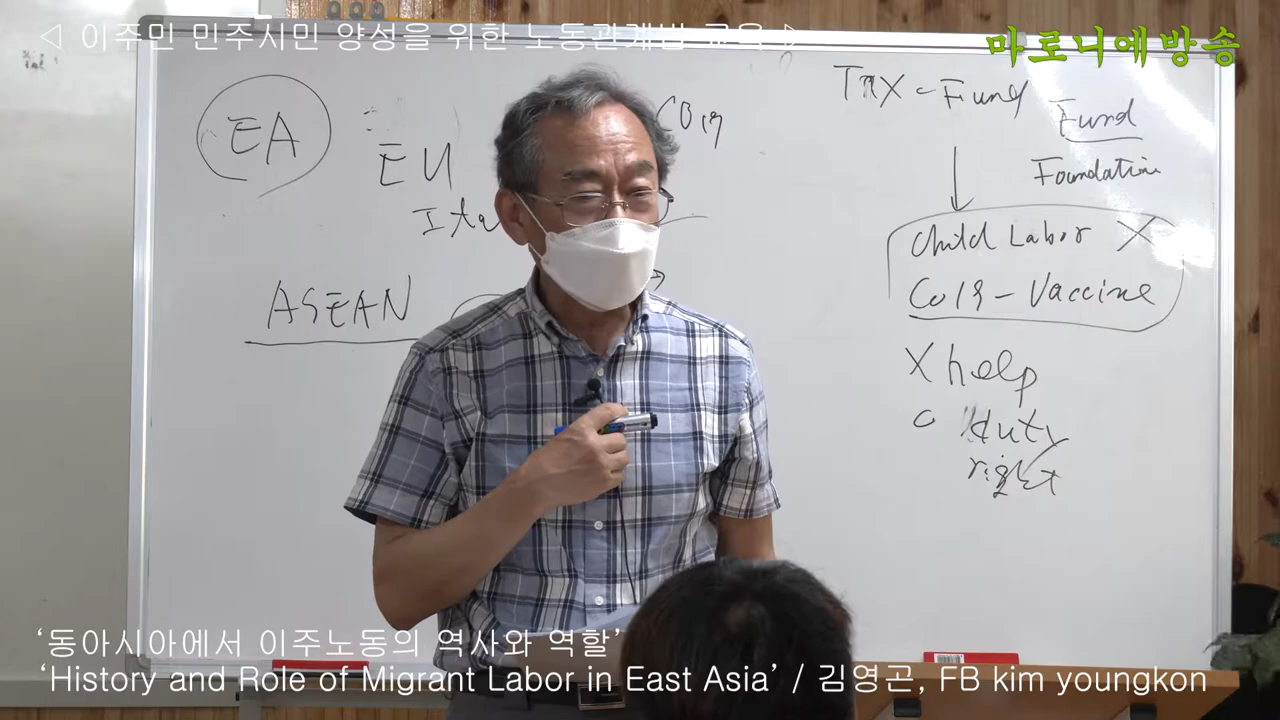 ◁ 이주민 민주시민 양성을 위한 노동관계법 교육 ▷
마로니에방송
EA
EU
Ita
ASEAN
CO19
TAX - Fund
Fund
Foundation
Child Labor X
Co19-Vaccine
X help
O duty
right
‘동아시아에서 이주노동의 역사와 역할’
‘History and Role of Migrant Labor in East Asia’ / 김영곤, FB kim youngkon